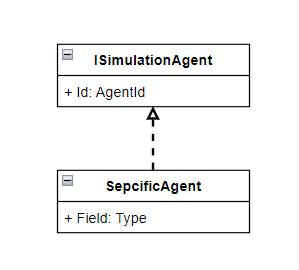 ISimulationAgent
+ Id: AgentId
SepcificAgent
+ Field: Type